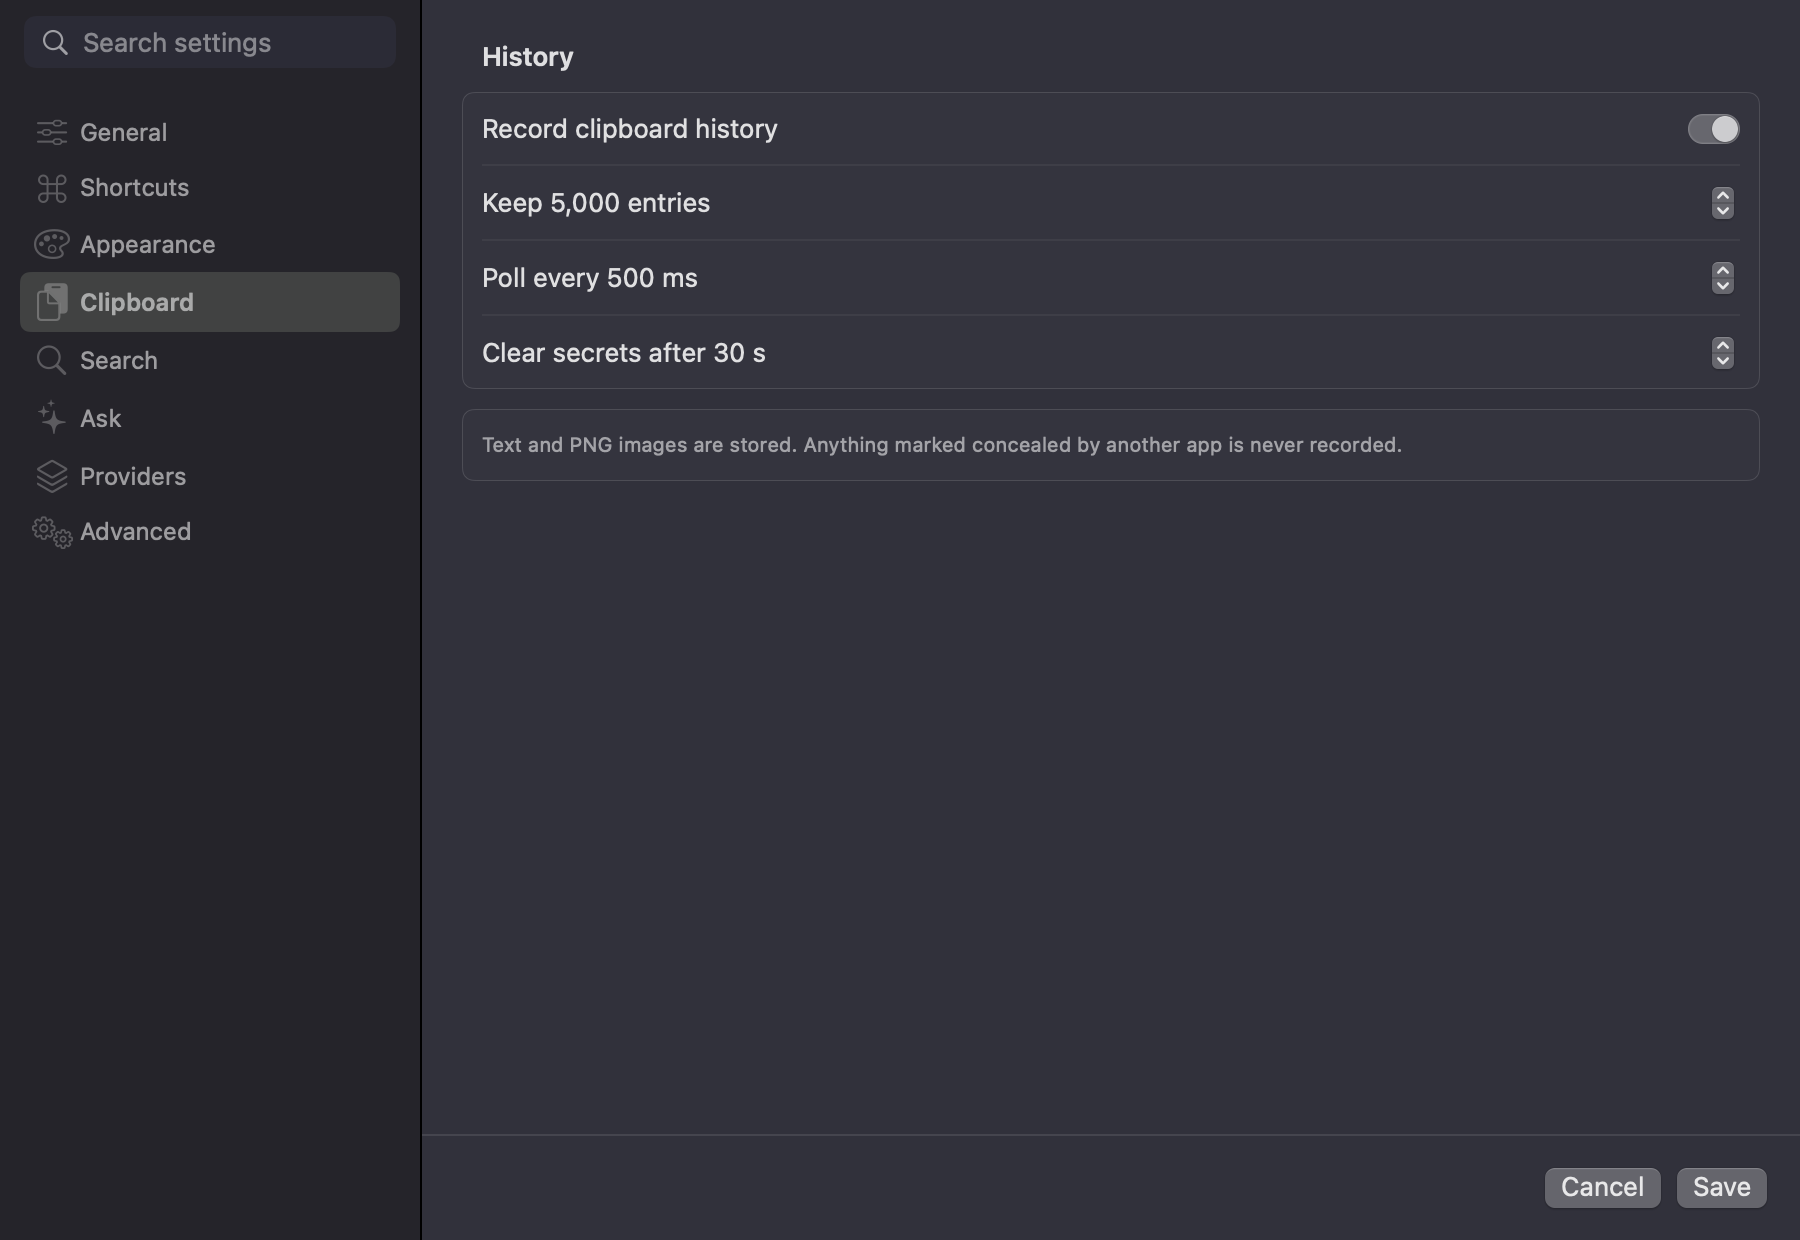 Search settings
General
Shortcuts
Appearance
Clipboard
Search
Ask
Providers
Advanced
History
Record clipboard history
Keep 5,000 entries
Poll every 500 ms
Clear secrets after 30 s
Text and PNG images are stored. Anything marked concealed by another app is never recorded.
Cancel
Save